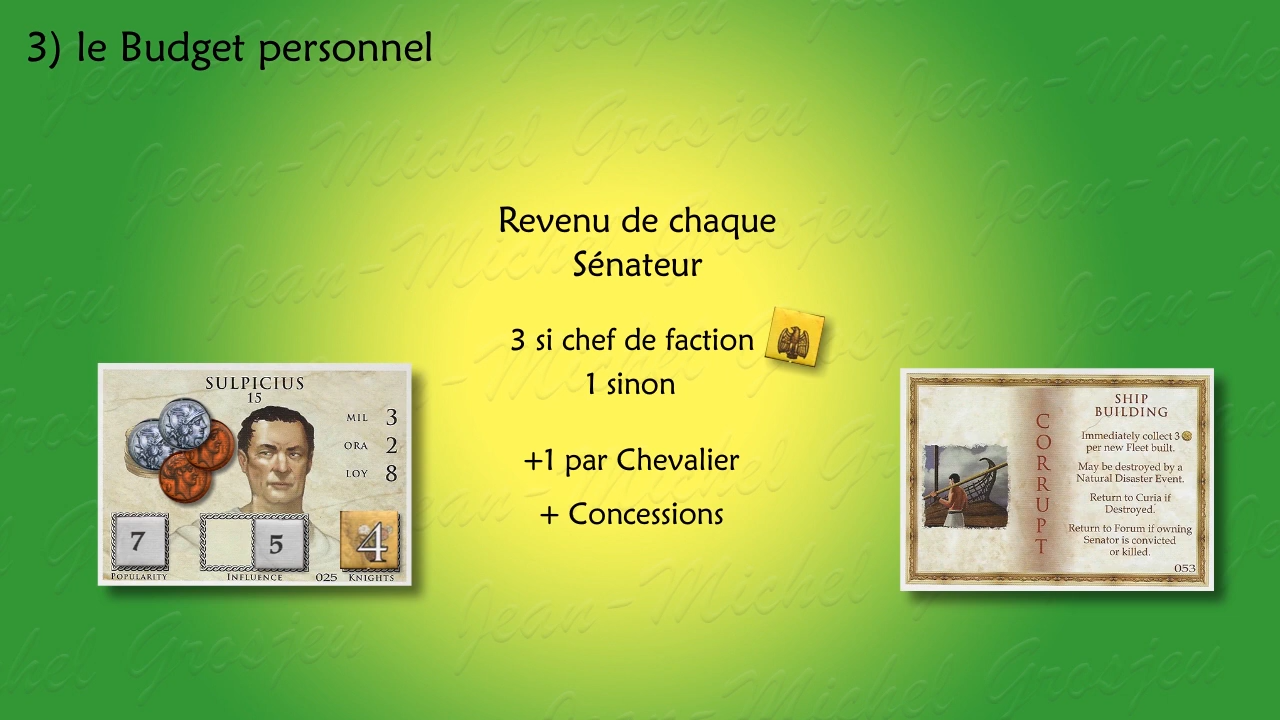 3) le Budget personnel
Revenu de chaque
Sénateur
3 si chef de faction
1 sinon
+1 par Chevalier
+ Concessions
SULPICIUS
15
MIL 3
ORA 2
LOY 8
7
5
4
POPULARITY
INFLUENCE
025
KNIGHTS
SHIP
BUILDING
CORRUPT
Immediately collect 3
per new Fleet built.
May be destroyed by a
Natural Disaster Event.
Return to Curia if
Destroyed.
Return to Forum if owning
Senator is convicted
or killed.
053
Jean-Michel Grosjeu